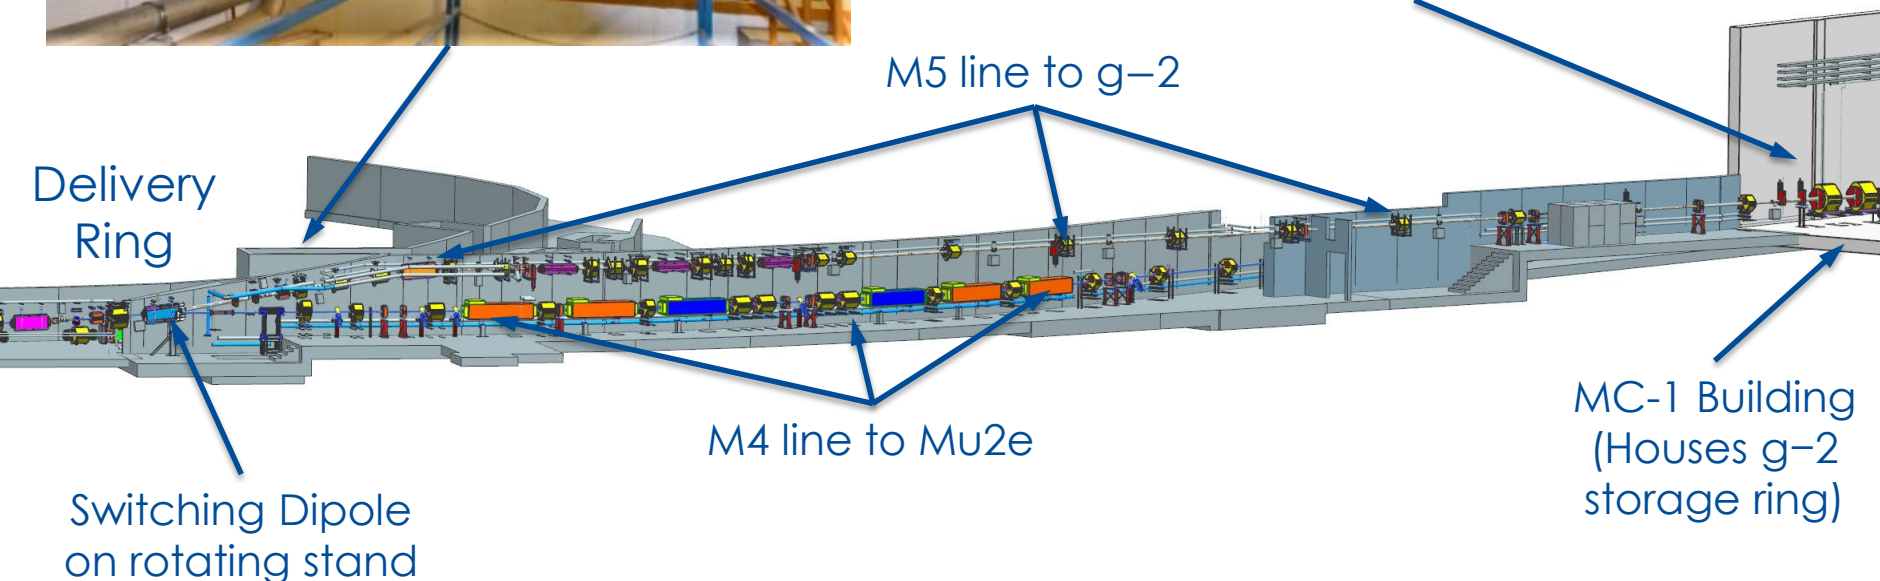 M5 line to g−2
Delivery
Ring
M4 line to Mu2e
MC-1 Building
(Houses g−2
storage ring)
Switching Dipole
on rotating stand